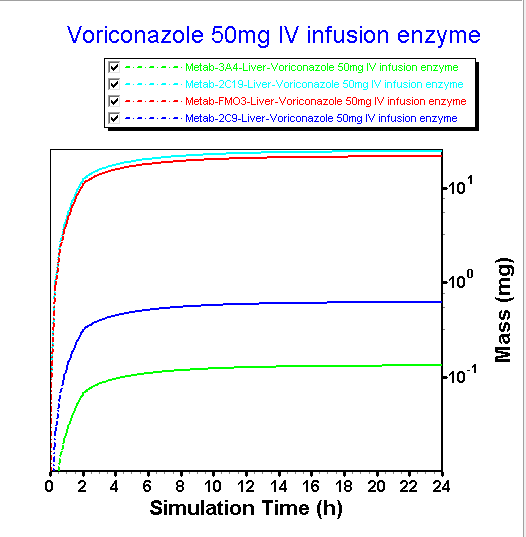 Voriconazole 50mg IV infusion enzyme
Metab-3A4-Liver-Voriconazole 50mg IV infusion enzyme
Metab-2C19-Liver-Voriconazole 50mg IV infusion enzyme
Metab-FMO3-Liver-Voriconazole 50mg IV infusion enzyme
Metab-2C9-Liver-Voriconazole 50mg IV infusion enzyme
10^1
10^0
10^-1
Mass (mg)
0 2 4 6 8 10 12 14 16 18 20 22 24
Simulation Time (h)